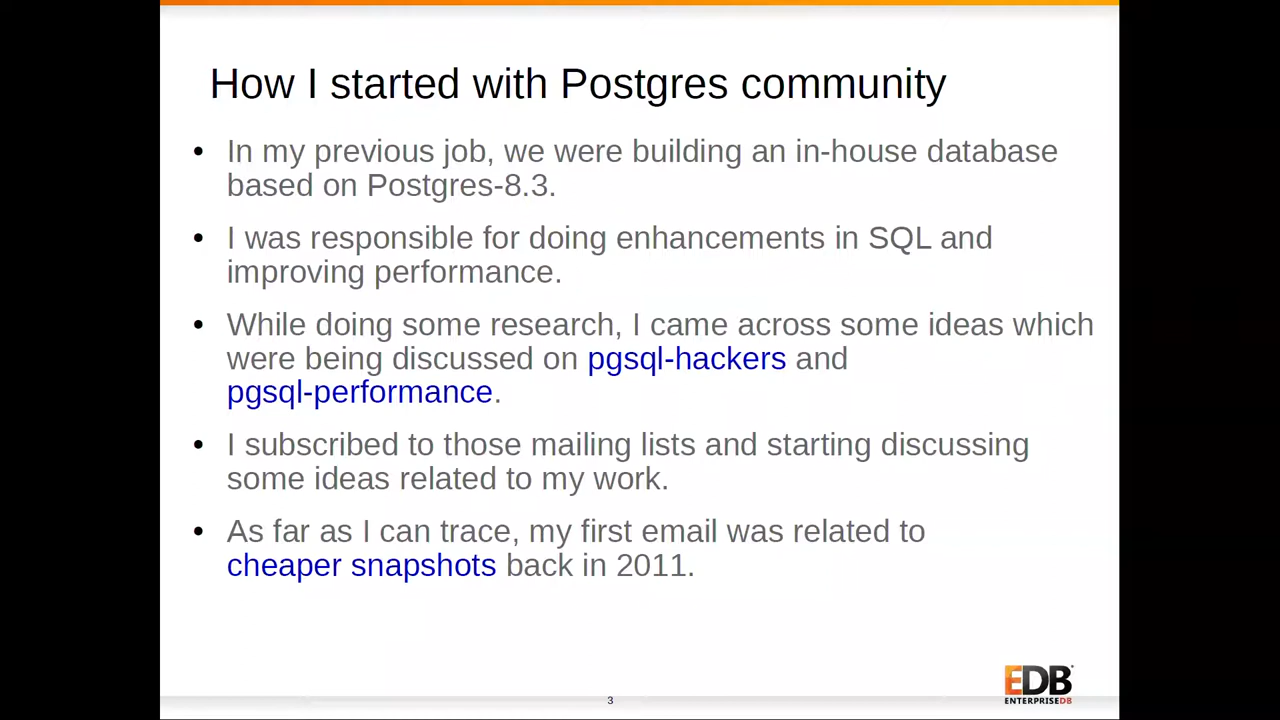 How I started with Postgres community
• In my previous job, we were building an in-house database
based on Postgres-8.3.
• I was responsible for doing enhancements in SQL and
improving performance.
• While doing some research, I came across some ideas which
were being discussed on pgsql-hackers and
pgsql-performance.
• I subscribed to those mailing lists and starting discussing
some ideas related to my work.
• As far as I can trace, my first email was related to
cheaper snapshots back in 2011.
3
EDB
ENTERPRISEDB